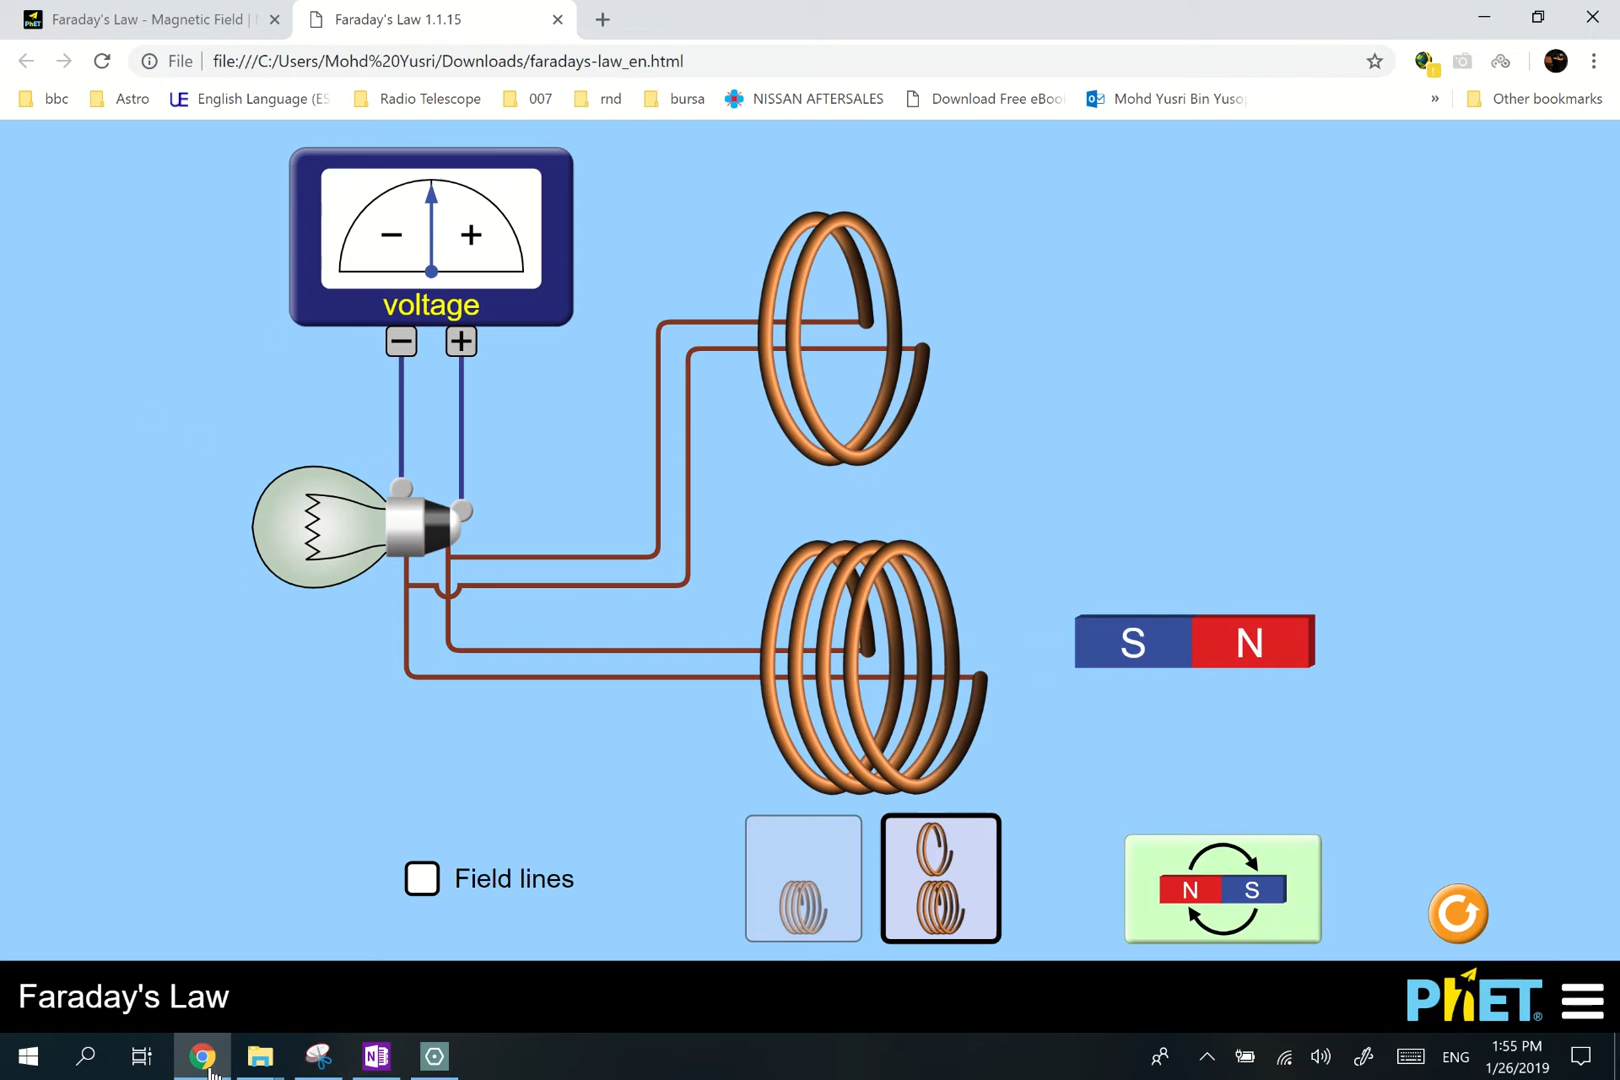 Faraday's Law - Magnetic Field |
Faraday's Law 1.1.15
File | file:///C:/Users/Mohd%20Yusri/Downloads/faradays-law_en.html
bbc Astro English Language (ES Radio Telescope 007 rnd bursa NISSAN AFTERSALES Download Free eBoo Mohd Yusri Bin Yuso » Other bookmarks
− +
voltage
− +
S N
Field lines
N S
Faraday's Law
PhET
ENG
1:55 PM
1/26/2019